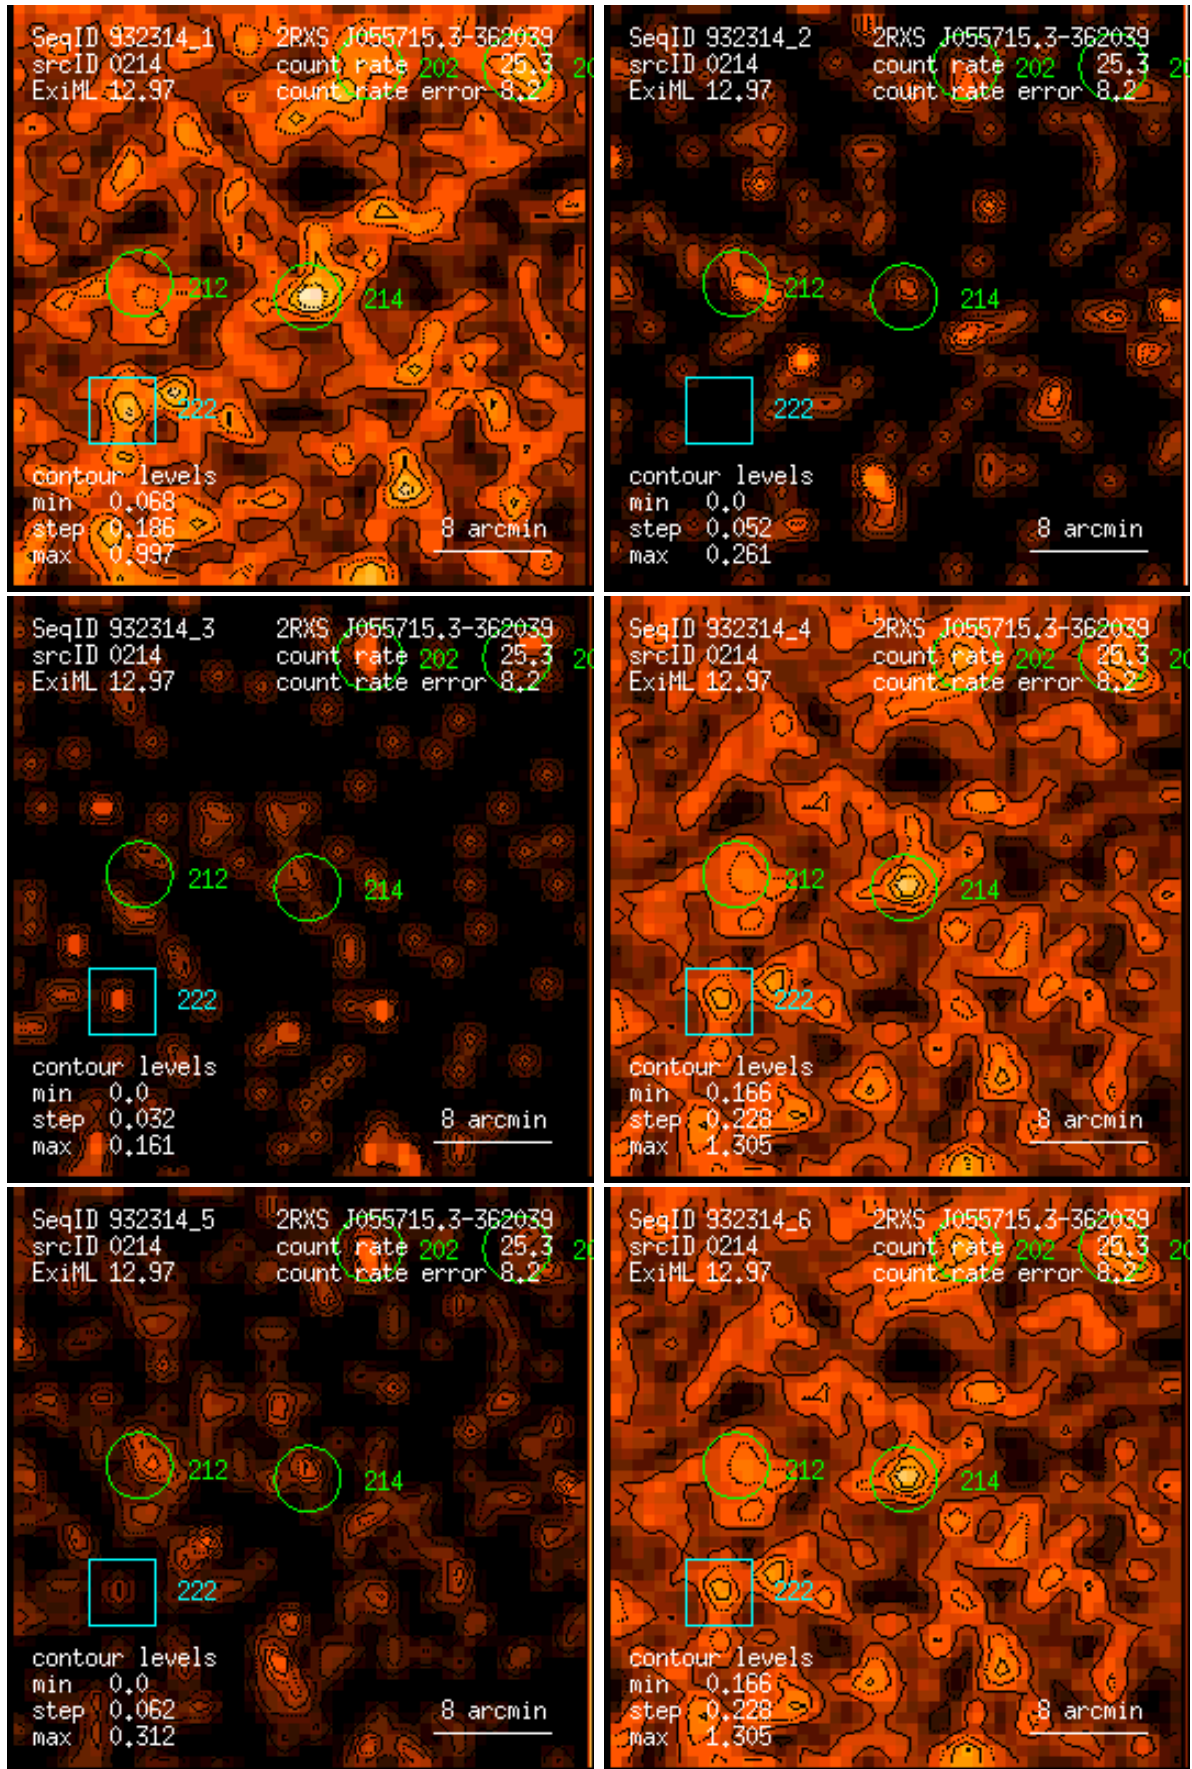 SeqID 932314_1 2RXS J055715.3-362039
srcID 0214 count rate 202 25.3 20
ExiML 12.97 count rate error 8.2
212
214
222
contour levels
min 0.068
step 0.186 8 arcmin
max 0.997
SeqID 932314_2 2RXS J055715.3-362039
srcID 0214 count rate 202 25.3 20
ExiML 12.97 count rate error 8.2
212
214
222
contour levels
min 0.0
step 0.052 8 arcmin
max 0.261
SeqID 932314_3 2RXS J055715.3-362039
srcID 0214 count rate 202 25.3 20
ExiML 12.97 count rate error 8.2
212
214
222
contour levels
min 0.0
step 0.032 8 arcmin
max 0.161
SeqID 932314_4 2RXS J055715.3-362039
srcID 0214 count rate 202 25.3 20
ExiML 12.97 count rate error 8.2
212
214
222
contour levels
min 0.166
step 0.228 8 arcmin
max 1.305
SeqID 932314_5 2RXS J055715.3-362039
srcID 0214 count rate 202 25.3 20
ExiML 12.97 count rate error 8.2
212
214
222
contour levels
min 0.0
step 0.062 8 arcmin
max 0.312
SeqID 932314_6 2RXS J055715.3-362039
srcID 0214 count rate 202 25.3 20
ExiML 12.97 count rate error 8.2
212
214
222
contour levels
min 0.166
step 0.228 8 arcmin
max 1.305